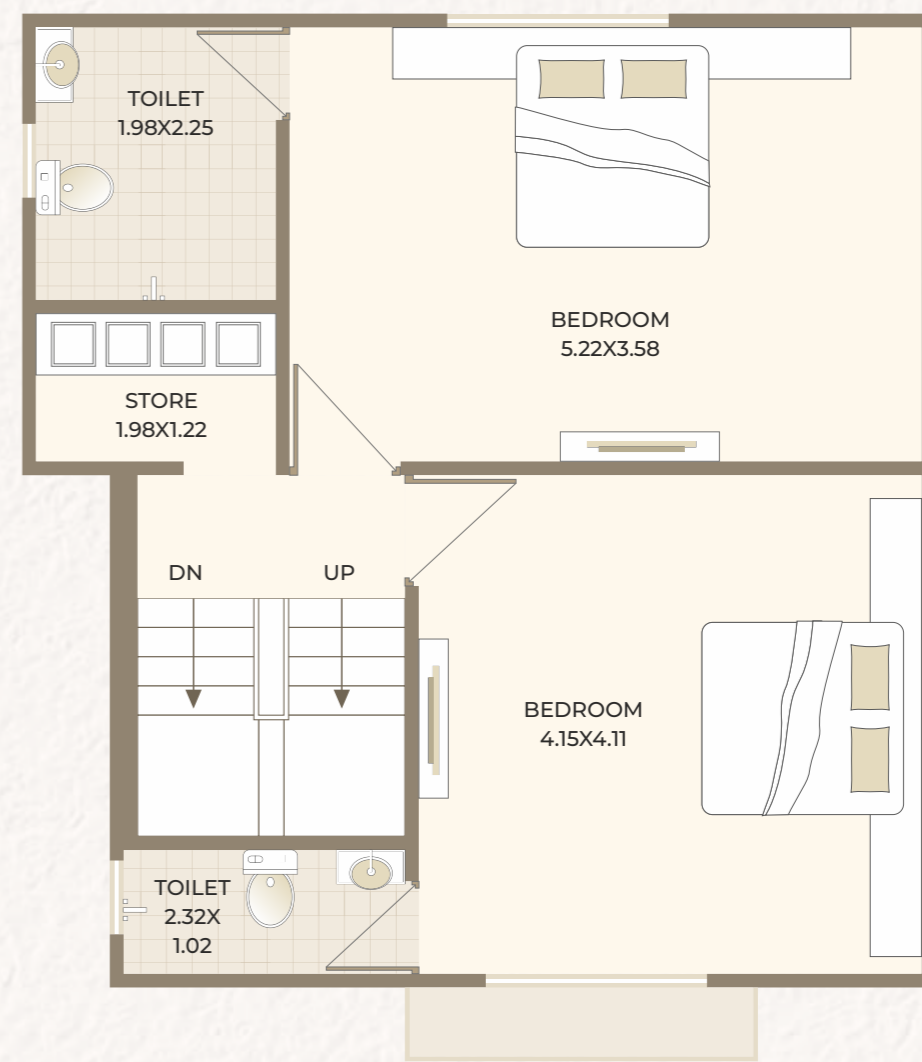 TOILET
1.98X2.25
BEDROOM
5.22X3.58
STORE
1.98X1.22
DN
UP
BEDROOM
4.15X4.11
TOILET
2.32X
1.02